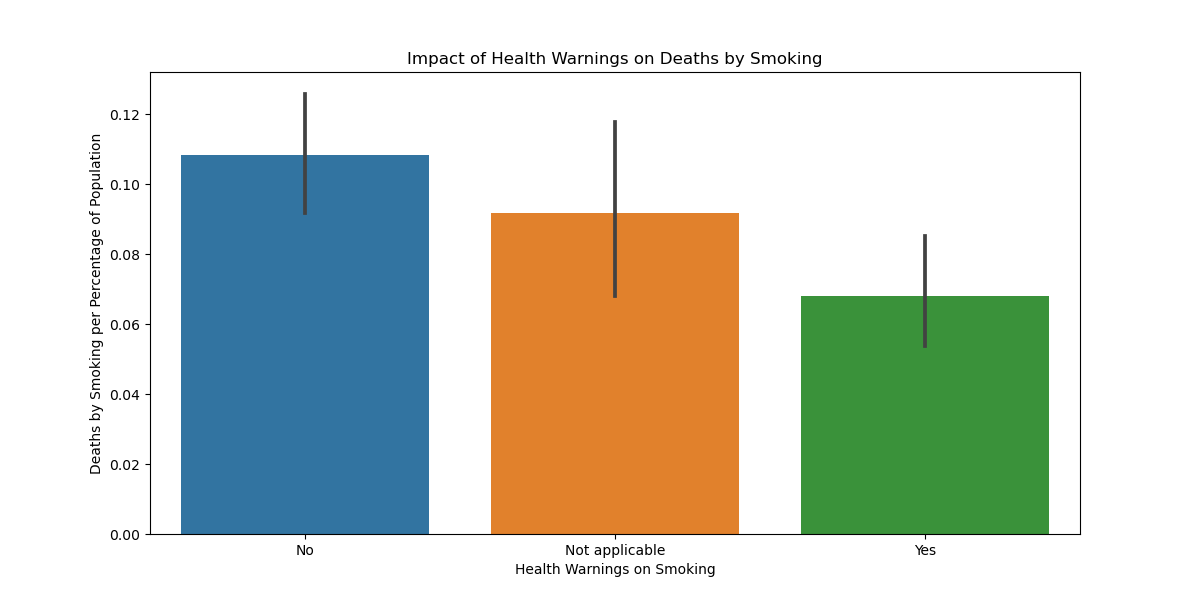 Impact of Health Warnings on Deaths by Smoking
Deaths by Smoking per Percentage of Population
0.12
0.10
0.08
0.06
0.04
0.02
0.00
No
Not applicable
Yes
Health Warnings on Smoking